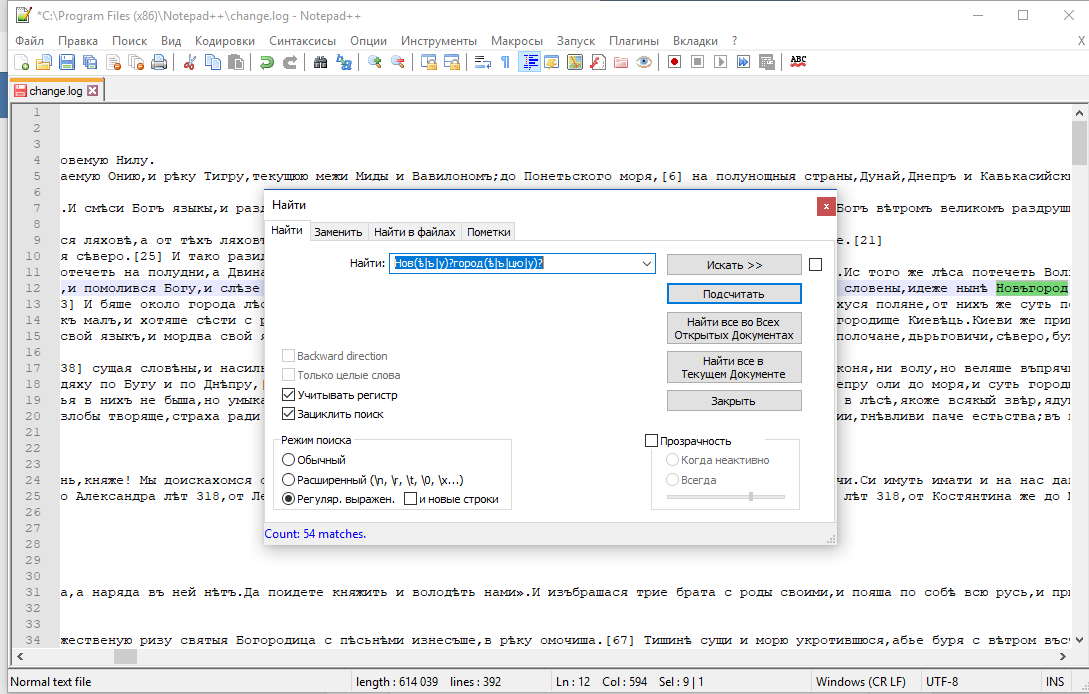 *C:\Program Files (x86)\Notepad++\change.log - Notepad++
Файл Правка Поиск Вид Кодировки Синтаксисы Опции Инструменты Макросы Запуск Плагины Вкладки ? X
ABC
change.log
1
2
3
4 овемую Нилу.
5 аемую Онию,и рѣку Тигру,текущюю межи Миды и Вавилономъ;до Понетьского моря,[6] на полунощныя страны,Дунай,Днепръ и Кавькасийскы
6
7 .И смѣси Богъ языки,и разд Богъ вѣтромъ великомъ раздруш
8
9 ся ляховѣ,а от тѣхъ ляховъ е.[21]
10 я сѣверо.[25] И тако разид
11 отечеть на полудни,а Двина .Ис того же лѣса потечеть Вол
12 ,и помолився Богу,и слѣзе словены,идеже нынѣ Новъгород
13 3] И бяше около города лѣс хуся поляне,от нихъ же суть по
14 къ малъ,и хотяше сѣсти с р городище Киевѣць.Киеви же при
15 свой языкъ,и мордва свой я полочане,дьрьговичи,сѣверо,бу
16
17 38] сущая словѣны,и насиль коня,ни волу,но веляше въпряч
18 дяху по Бугу и по Днѣпру, епру оли до моря,и суть город
19 ья в нихъ не быша,но умыка в лѣсѣ,якоже всякый звѣр,яду
20 злобы творяще,страха ради ии,гнѣвливи паче естьства;въ
21
22
23
24 нь,княже! Мы доискахомся о чи.Си имуть имати и на нас дан
25 о Александра лѣт 318,от Ле лѣт 318,от Костянтина же до М
26
27
28
29
30
31 а,а наряда въ ней нѣтъ.Да поидете княжить и володѣть нами».И изъбрашася трие брата с роды своими,и пояша по собѣ всю русь,и при
32
33
34 жественую ризу святыя Богородица с пѣсьнѣми изнесъше,в рѣку омочиша.[67] Тишинѣ сущи и морю укротившюся,абье буря с вѣтром въс
Найти
x
Найти Заменить Найти в файлах Пометки
Найти: Нов(ѣ|ъ|у)?город(ѣ|ъ|цю|у)?
Искать >>
Подсчитать
Найти все во Всех
Открытых Документах
Найти все в
Текущем Документе
Закрыть
Backward direction
Только целые слова
Учитывать регистр
Зациклить поиск
Режим поиска
Обычный
Расширенный (\n, \r, \t, \0, \x...)
Регуляр. выражен. и новые строки
Прозрачность
Когда неактивно
Всегда
Count: 54 matches.
Normal text file length : 614 039 lines : 392 Ln : 12 Col : 594 Sel : 9 | 1 Windows (CR LF) UTF-8 INS